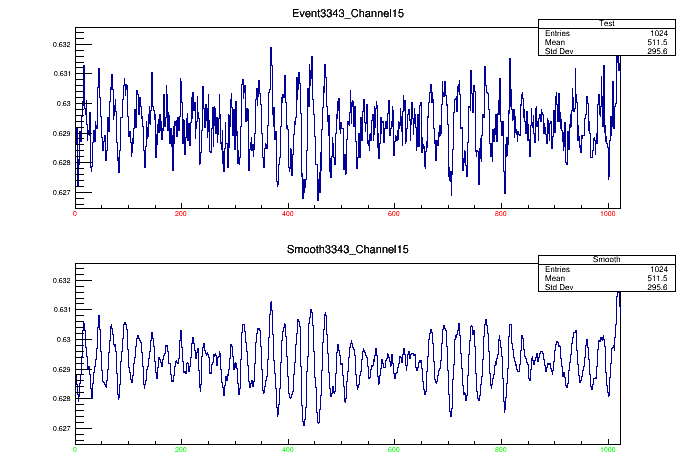 Event3343_Channel15
Test
Entries 1024
Mean 511.5
Std Dev 295.6
0.632
0.631
0.63
0.629
0.628
0.627
0 200 400 600 800 1000
Smooth3343_Channel15
Smooth
Entries 1024
Mean 511.5
Std Dev 295.6
0.632
0.631
0.63
0.629
0.628
0.627
0 200 400 600 800 1000